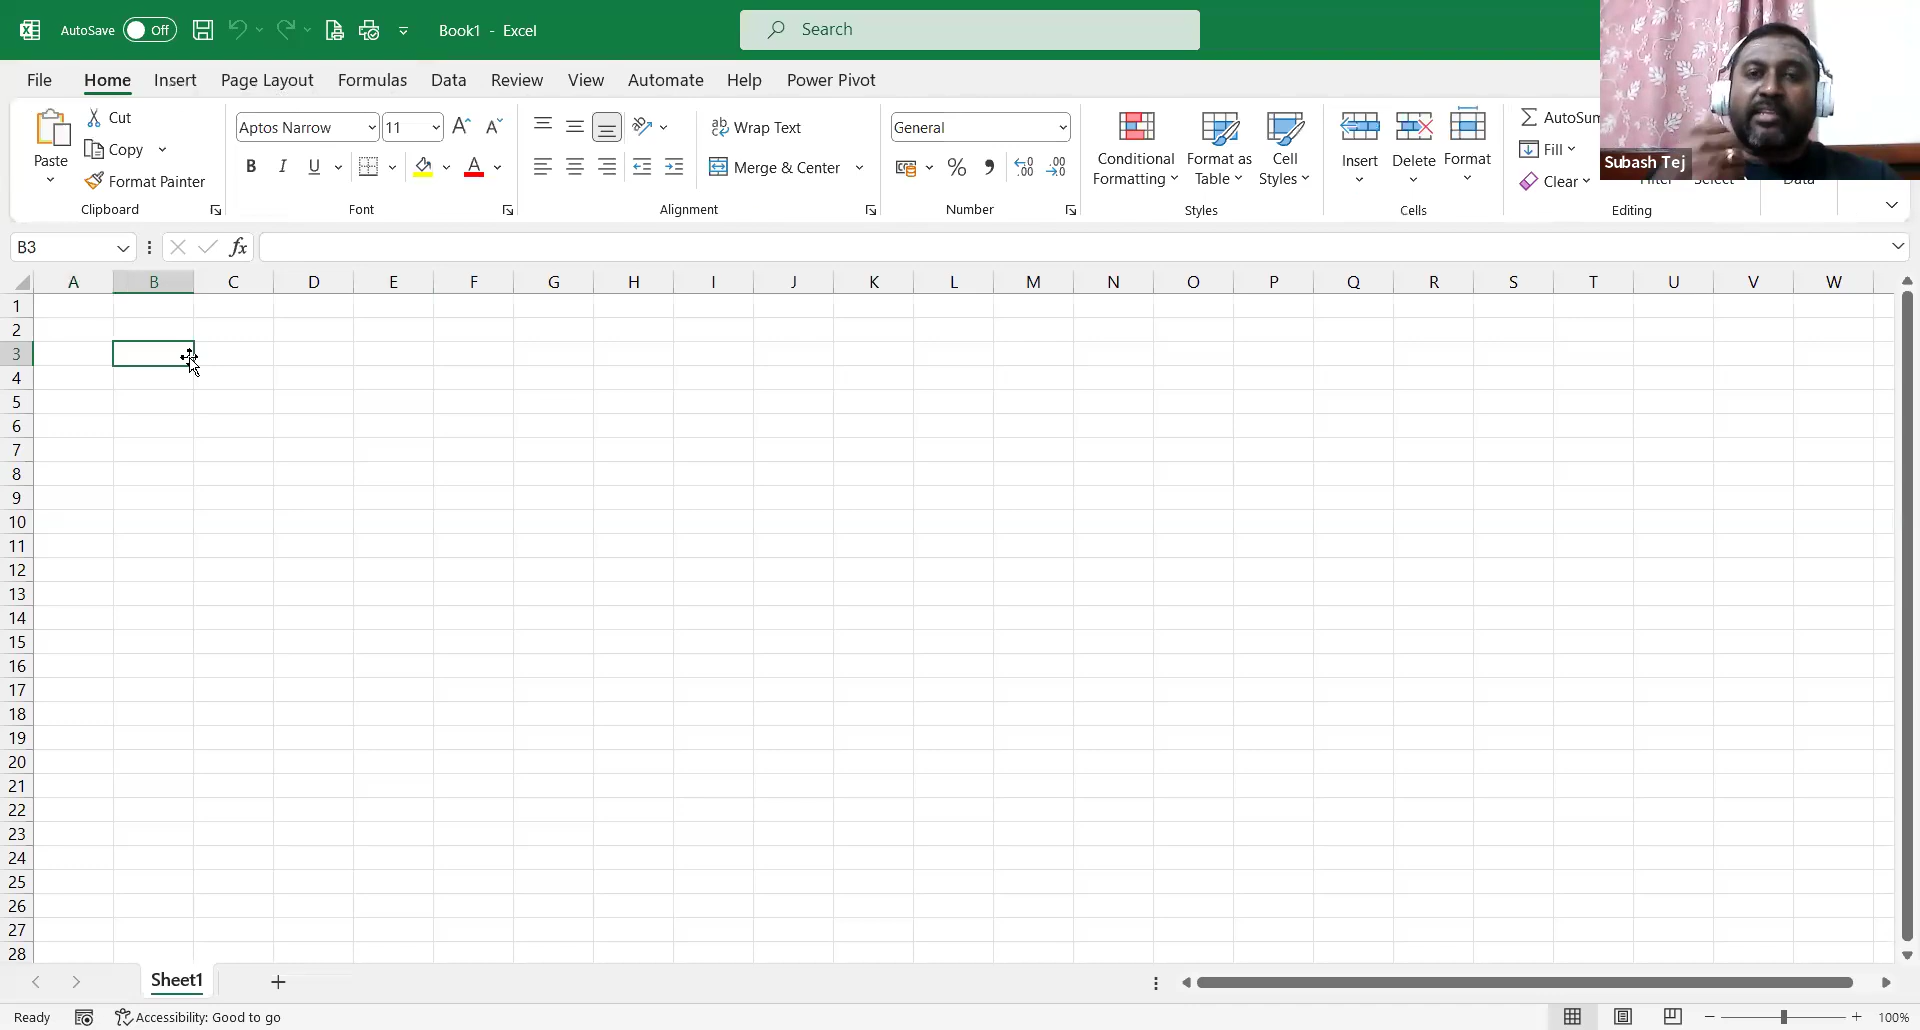 AutoSave Off Book1 - Excel Search
File Home Insert Page Layout Formulas Data Review View Automate Help Power Pivot
Paste Cut Copy Format Painter
Clipboard
Aptos Narrow 11
B I U A
Font
ab Wrap Text
Merge & Center
Alignment
General
% 9 .00 .00
Number
Conditional Formatting
Format as Table
Cell Styles
Styles
Insert Delete Format
Cells
AutoSum
Fill
Clear
Editing
Subash Tej
B3 fx
A B C D E F G H I J K L M N O P Q R S T U V W
1
2
3
4
5
6
7
8
9
10
11
12
13
14
15
16
17
18
19
20
21
22
23
24
25
26
27
28
Sheet1 +
Ready Accessibility: Good to go 100%